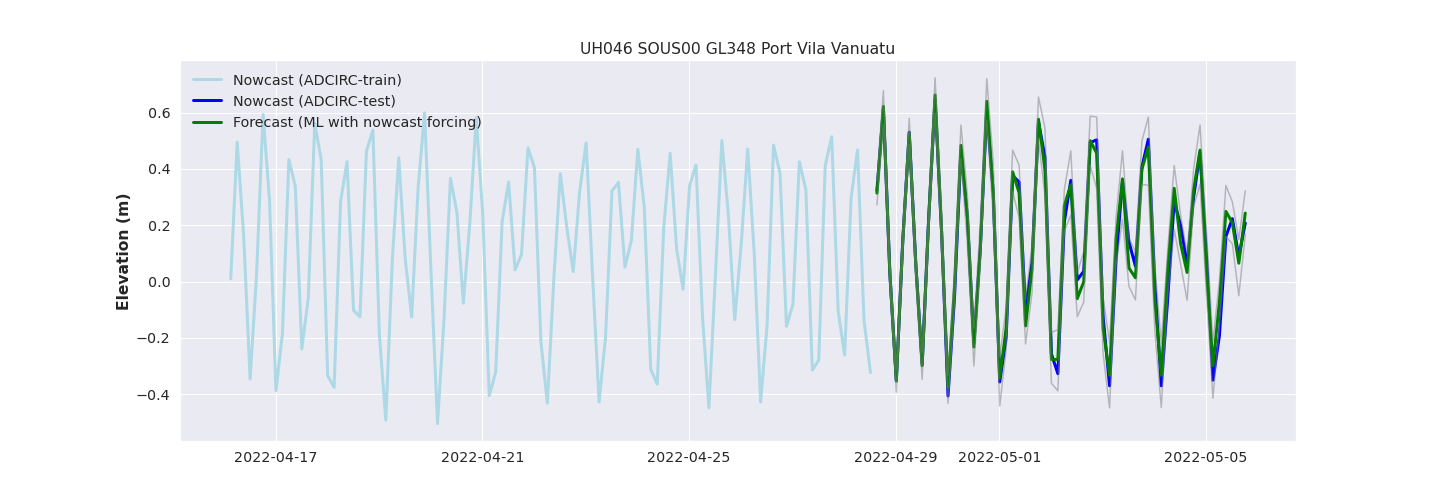 UH046 SOUS00 GL348 Port Vila Vanuatu
Nowcast (ADCIRC-train)
Nowcast (ADCIRC-test)
Forecast (ML with nowcast forcing)
Elevation (m)
0.6
0.4
0.2
0.0
−0.2
−0.4
2022-04-17 2022-04-21 2022-04-25 2022-04-29 2022-05-01 2022-05-05